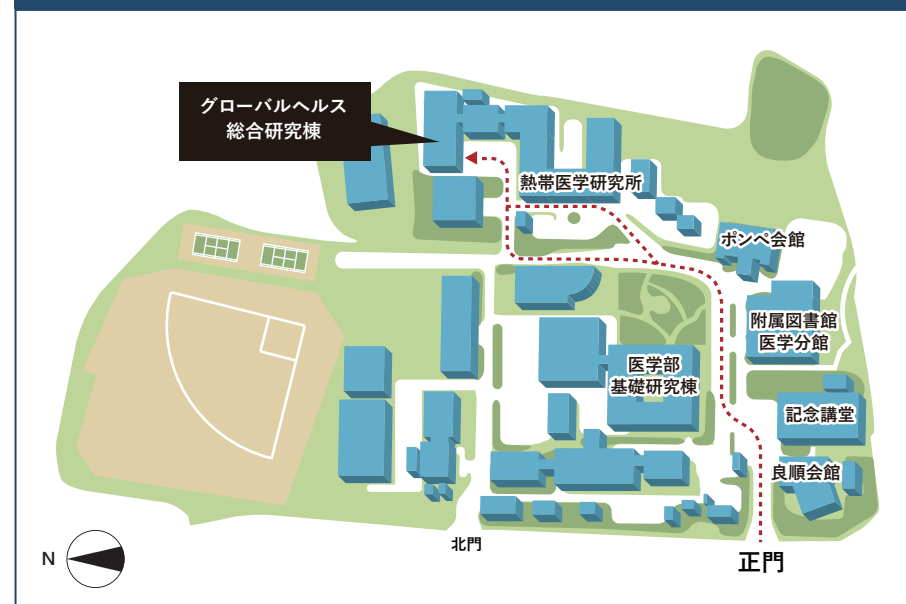 グローバルヘルス
総合研究棟
熱帯医学研究所
ポンペ会館
附属図書館
医学分館
医学部
基礎研究棟
記念講堂
良順会館
北門
正門
N